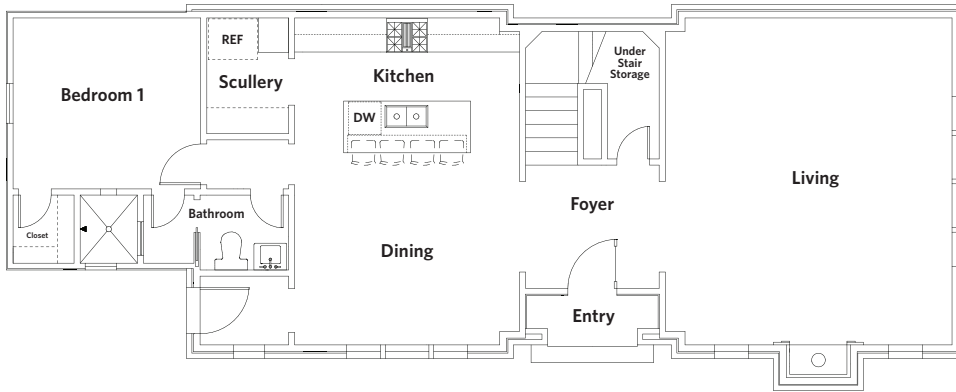 REF
Under
Stair
Storage
Kitchen
Scullery
Bedroom 1
DW
Living
Foyer
Bathroom
Closet
Dining
Entry